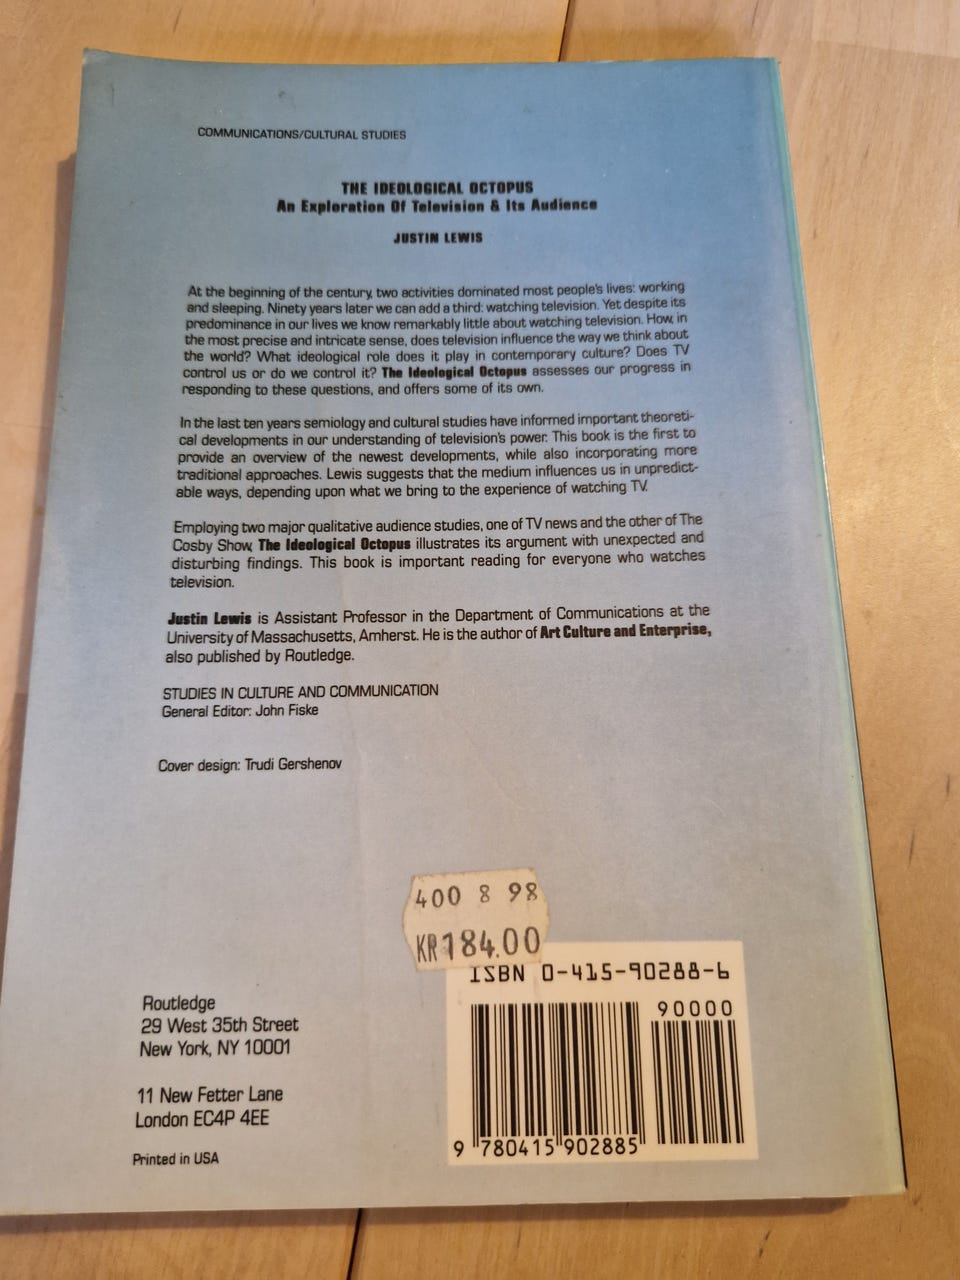 COMMUNICATIONS/CULTURAL STUDIES
THE IDEOLOGICAL OCTOPUS
An Exploration Of Television & Its Audience
JUSTIN LEWIS
At the beginning of the century, two activities dominated most people's lives: working
and sleeping. Ninety years later we can add a third: watching television. Yet despite its
predominance in our lives we know remarkably little about watching television. How, in
the most precise and intricate sense, does television influence the way we think about
the world? What ideological role does it play in contemporary culture? Does TV
control us or do we control it? The Ideological Octopus assesses our progress in
responding to these questions, and offers some of its own.
In the last ten years semiology and cultural studies have informed important theoreti-
cal developments in our understanding of television's power. This book is the first to
provide an overview of the newest developments, while also incorporating more
traditional approaches. Lewis suggests that the medium influences us in unpredict-
able ways, depending upon what we bring to the experience of watching TV.
Employing two major qualitative audience studies, one of TV news and the other of The
Cosby Show, The Ideological Octopus illustrates its argument with unexpected and
disturbing findings. This book is important reading for everyone who watches
television.
Justin Lewis is Assistant Professor in the Department of Communications at the
University of Massachusetts, Amherst. He is the author of Art Culture and Enterprise,
also published by Routledge.
STUDIES IN CULTURE AND COMMUNICATION
General Editor: John Fiske
Cover design: Trudi Gershenov
400 8 98
KR184.00
ISBN 0-415-90288-6
90000
9 780415 902885
Routledge
29 West 35th Street
New York, NY 10001
11 New Fetter Lane
London EC4P 4EE
Printed in USA